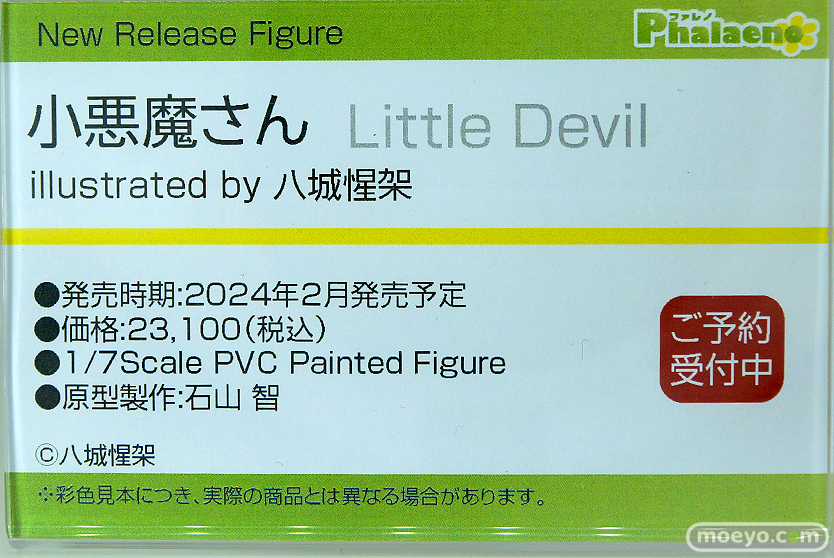 New Release Figure
ファレノ
Phalaeno
小悪魔さん Little Devil
illustrated by 八城惺架
●発売時期:2024年2月発売予定
●価格:23,100(税込)
●1/7Scale PVC Painted Figure
●原型製作:石山 智
ご予約
受付中
©八城惺架
※彩色見本につき、実際の商品とは異なる場合があります。
moeyo.com